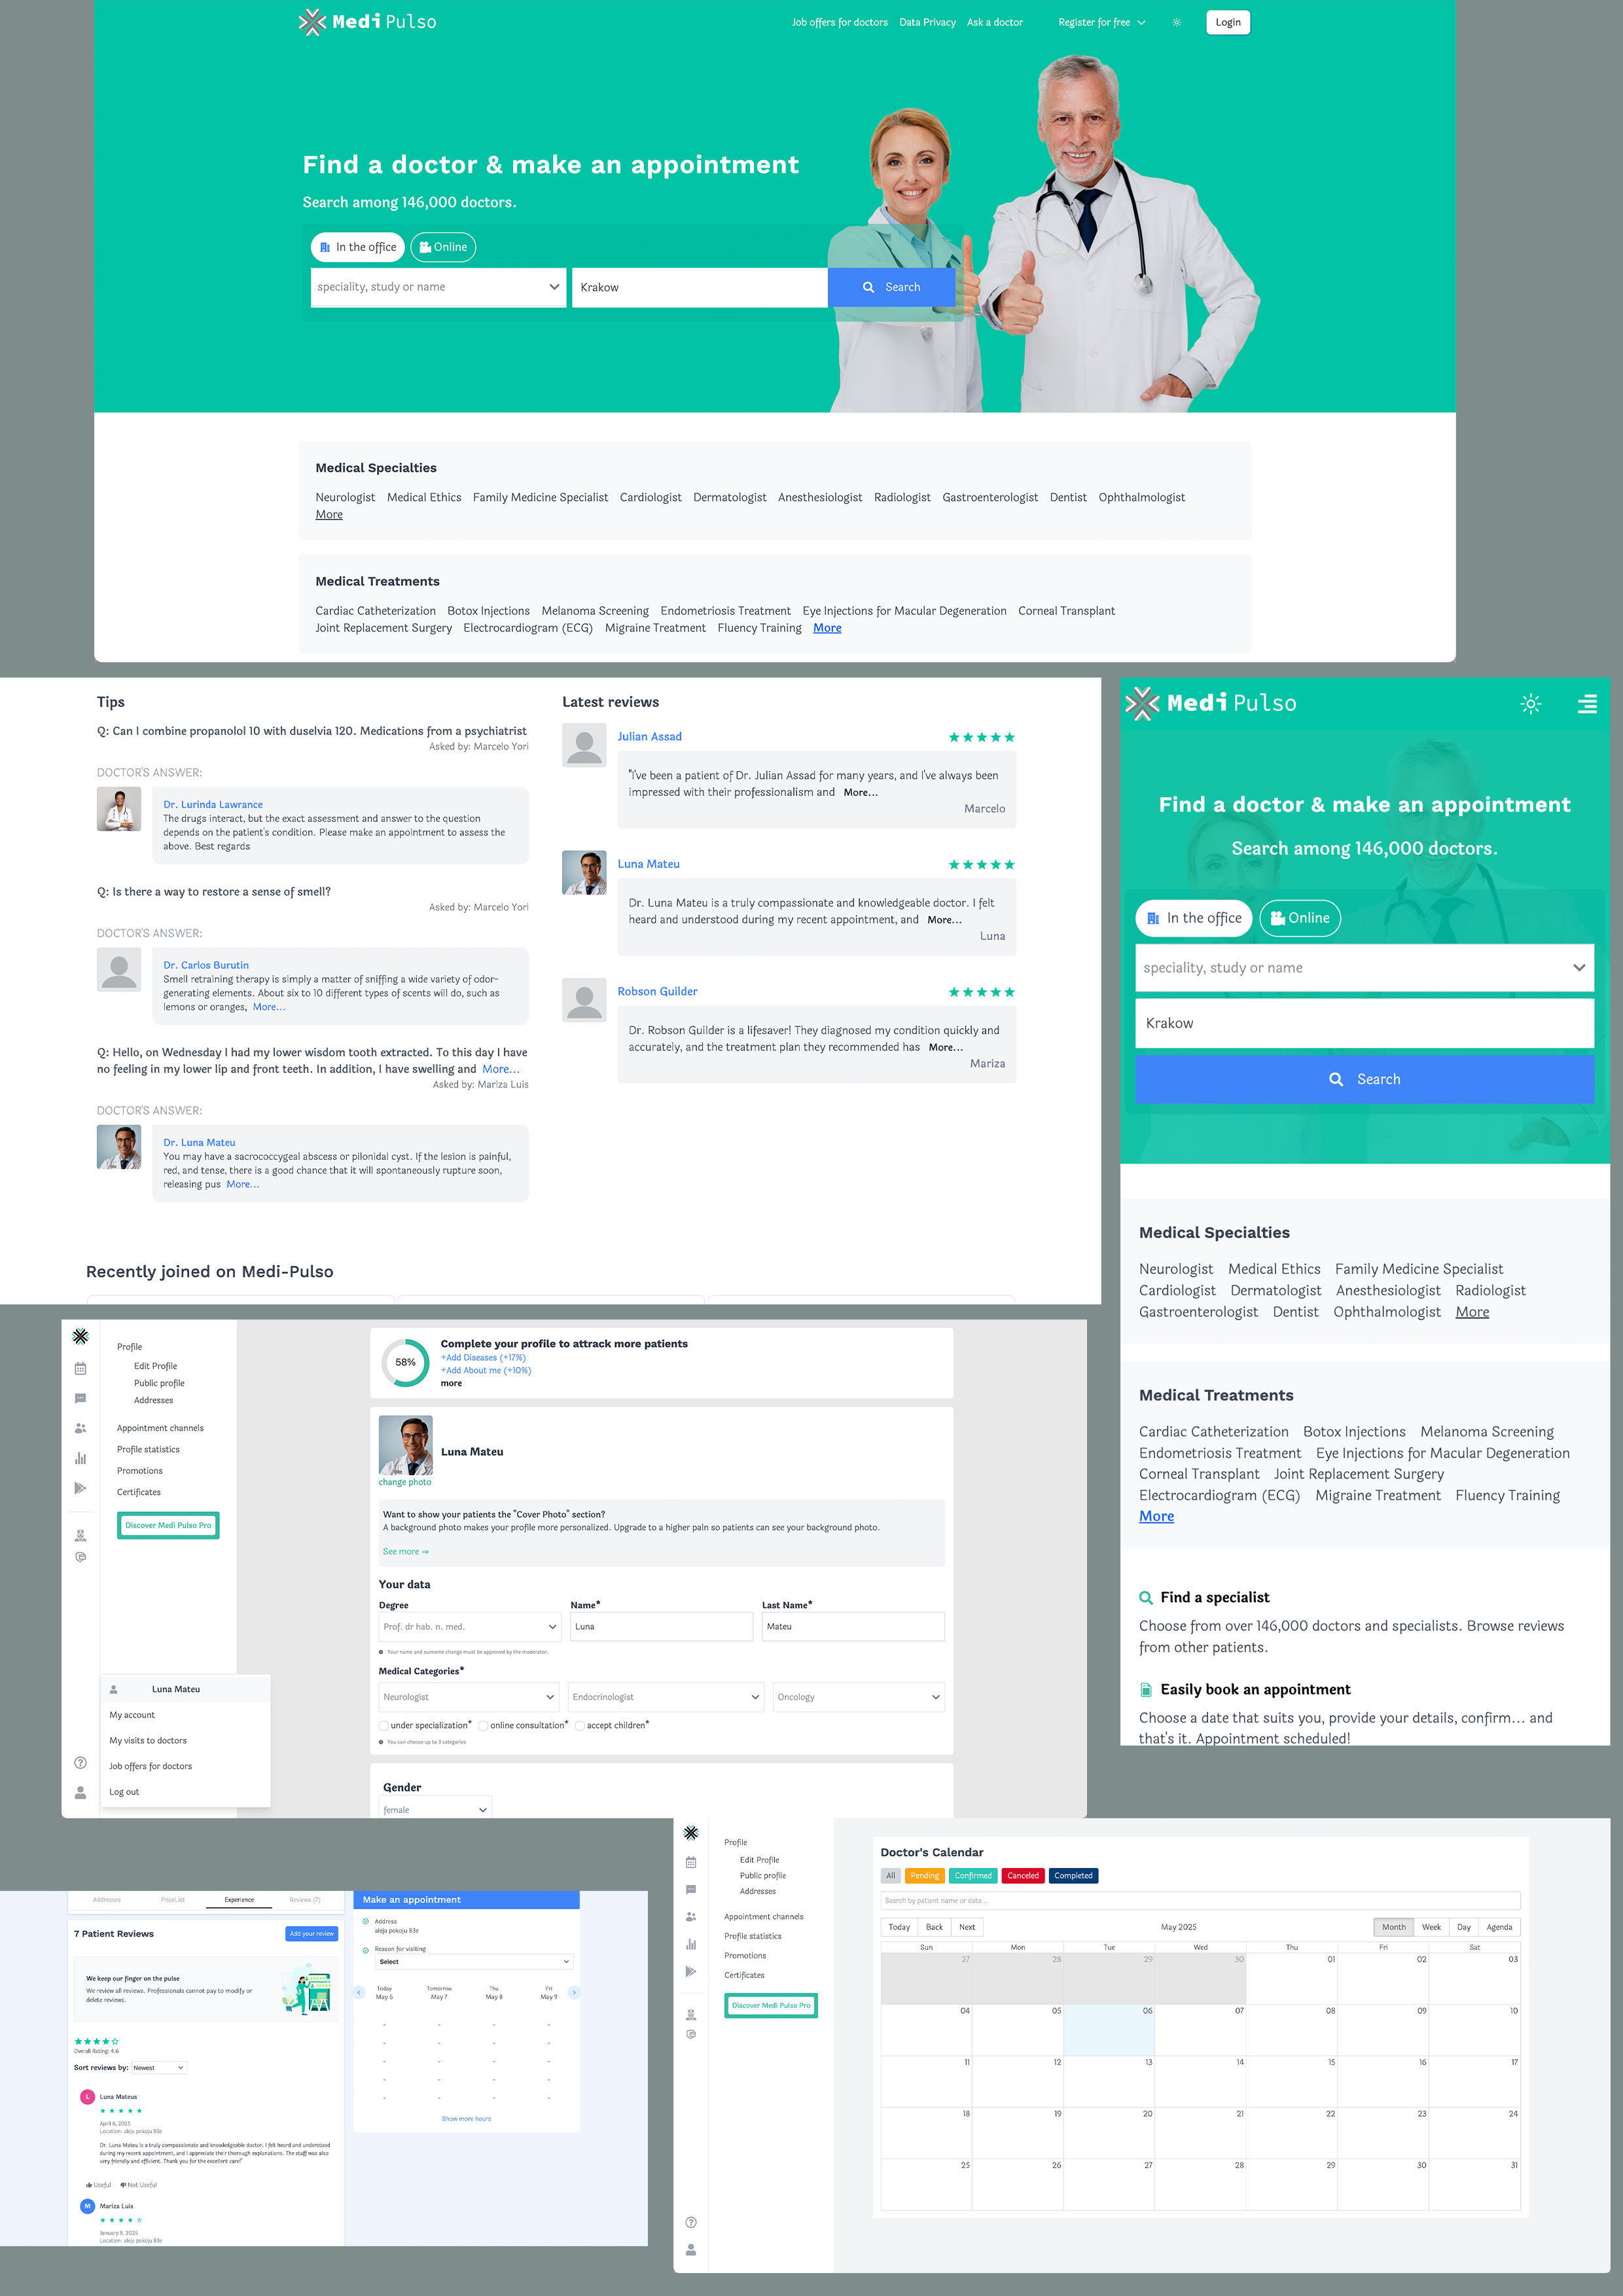 Medi Pulso
Job offers for doctors Data Privacy Ask a doctor Register for free Login
Find a doctor & make an appointment
Search among 146,000 doctors.
In the office Online
speciality, study or name Krakow Search
Medical Specialties
Neurologist Medical Ethics Family Medicine Specialist Cardiologist Dermatologist Anesthesiologist Radiologist Gastroenterologist Dentist Ophthalmologist
More
Medical Treatments
Cardiac Catheterization Botox Injections Melanoma Screening Endometriosis Treatment Eye Injections for Macular Degeneration Corneal Transplant
Joint Replacement Surgery Electrocardiogram (ECG) Migraine Treatment Fluency Training More
Tips
Q: Can I combine propanolol 10 with duselvia 120. Medications from a psychiatrist
Asked by: Marcelo Yori
DOCTOR'S ANSWER:
Dr. Lurinda Lawrance
The drugs interact, but the exact assessment and answer to the question
depends on the patient's condition. Please make an appointment to assess the
above. Best regards
Q: Is there a way to restore a sense of smell?
Asked by: Marcelo Yori
DOCTOR'S ANSWER:
Dr. Carlos Burutin
Smell retraining therapy is simply a matter of sniffing a wide variety of odor-
generating elements. About six to 10 different types of scents will do, such as
lemons or oranges, More...
Q: Hello, on Wednesday I had my lower wisdom tooth extracted. To this day I have
no feeling in my lower lip and front teeth. In addition, I have swelling and More...
Asked by: Mariza Luis
DOCTOR'S ANSWER:
Dr. Luna Mateu
You may have a sacrococcygeal abscess or pilonidal cyst. If the lesion is painful,
red, and tense, there is a good chance that it will spontaneously rupture soon,
releasing pus More...
Latest reviews
Julian Assad
"I've been a patient of Dr. Julian Assad for many years, and I've always been
impressed with their professionalism and More...
Marcelo
Luna Mateu
Dr. Luna Mateu is a truly compassionate and knowledgeable doctor. I felt
heard and understood during my recent appointment, and More...
Luna
Robson Guilder
Dr. Robson Guilder is a lifesaver! They diagnosed my condition quickly and
accurately, and the treatment plan they recommended has More...
Mariza
Recently joined on Medi-Pulso
Medi Pulso
Find a doctor & make an appointment
Search among 146,000 doctors.
In the office Online
speciality, study or name
Krakow
Search
Medical Specialties
Neurologist Medical Ethics Family Medicine Specialist
Cardiologist Dermatologist Anesthesiologist Radiologist
Gastroenterologist Dentist Ophthalmologist More
Medical Treatments
Cardiac Catheterization Botox Injections Melanoma Screening
Endometriosis Treatment Eye Injections for Macular Degeneration
Corneal Transplant Joint Replacement Surgery
Electrocardiogram (ECG) Migraine Treatment Fluency Training
More
Find a specialist
Choose from over 146,000 doctors and specialists. Browse reviews
from other patients.
Easily book an appointment
Choose a date that suits you, provide your details, confirm... and
that's it. Appointment scheduled!
Profile
Edit Profile
Public profile
Addresses
Appointment channels
Profile statistics
Promotions
Certificates
Discover Medi Pulso Pro
Luna Mateu
My account
My visits to doctors
Job offers for doctors
Log out
58%
Complete your profile to attrack more patients
+Add Diseases (+17%)
+Add About me (+10%)
more
Luna Mateu
change photo
Want to show your patients the "Cover Photo" section?
A background photo makes your profile more personalized. Upgrade to a higher paln so patients can see your background photo.
See more ⇒
Your data
Degree Name* Last Name*
Prof. dr hab. n. med. Luna Mateu
Your name and surname change must be approved by the moderator.
Medical Categories*
Neurologist Endocrinologist Oncology
under specialization* online consultation* accept children*
You can choose up to 3 categories
Gender
female
Addresses PriceList Experience Reviews (7)
7 Patient Reviews Add your review
We keep our finger on the pulse
We review all reviews. Professionals cannot pay to modify or
delete reviews.
Overall Rating: 4.6
Sort reviews by: Newest
L Luna Mateus
April 8, 2025
Location: aleja pokoju 83e
Dr. Luna Mateu is a truly compassionate and knowledgeable doctor. I felt heard and understood
during my recent appointment, and I appreciate their thorough explanations. The staff was also
very friendly and efficient. Thank you for the excellent care!"
Useful Not Useful
M Mariza Luis
January 8, 2025
Location: aleja pokoju 83e
Make an appointment
Address
aleja pokoju 83e
Reason for visiting
Select
Today Tomorrow Thu Fri
May 6 May 7 May 8 May 9
- - - -
- - - -
- - - -
- - - -
- - - -
Show more hours
Profile
Edit Profile
Public profile
Addresses
Appointment channels
Profile statistics
Promotions
Certificates
Discover Medi Pulso Pro
Doctor's Calendar
All Pending Confirmed Canceled Completed
Search by patient name or date...
Today Back Next May 2025 Month Week Day Agenda
Sun Mon Tue Wed Thu Fri Sat
27 28 29 30 01 02 03
04 05 06 07 08 09 10
11 12 13 14 15 16 17
18 19 20 21 22 23 24
25 26 27 28 29 30 31